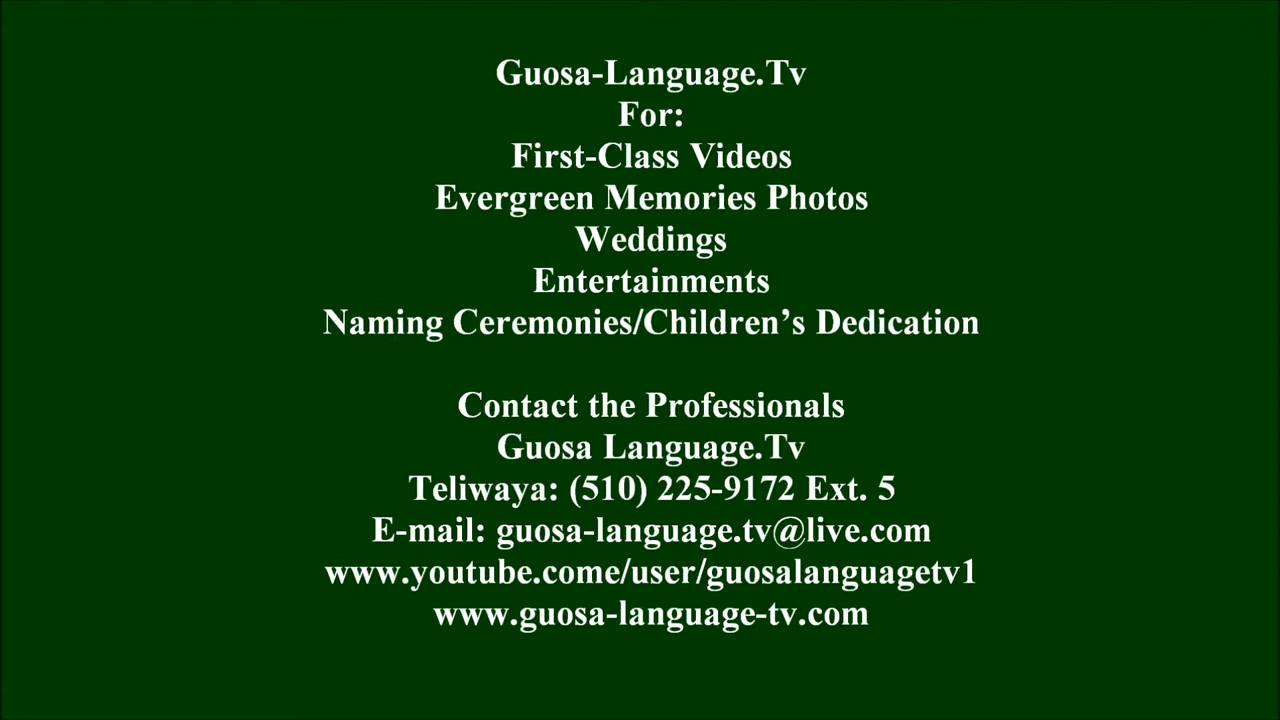 Guosa-Language.Tv
For:
First-Class Videos
Evergreen Memories Photos
Weddings
Entertainments
Naming Ceremonies/Children’s Dedication
Contact the Professionals
Guosa Language.Tv
Teliwaya: (510) 225-9172 Ext. 5
E-mail: guosa-language.tv@live.com
www.youtube.come/user/guosalanguagetv1
www.guosa-language-tv.com